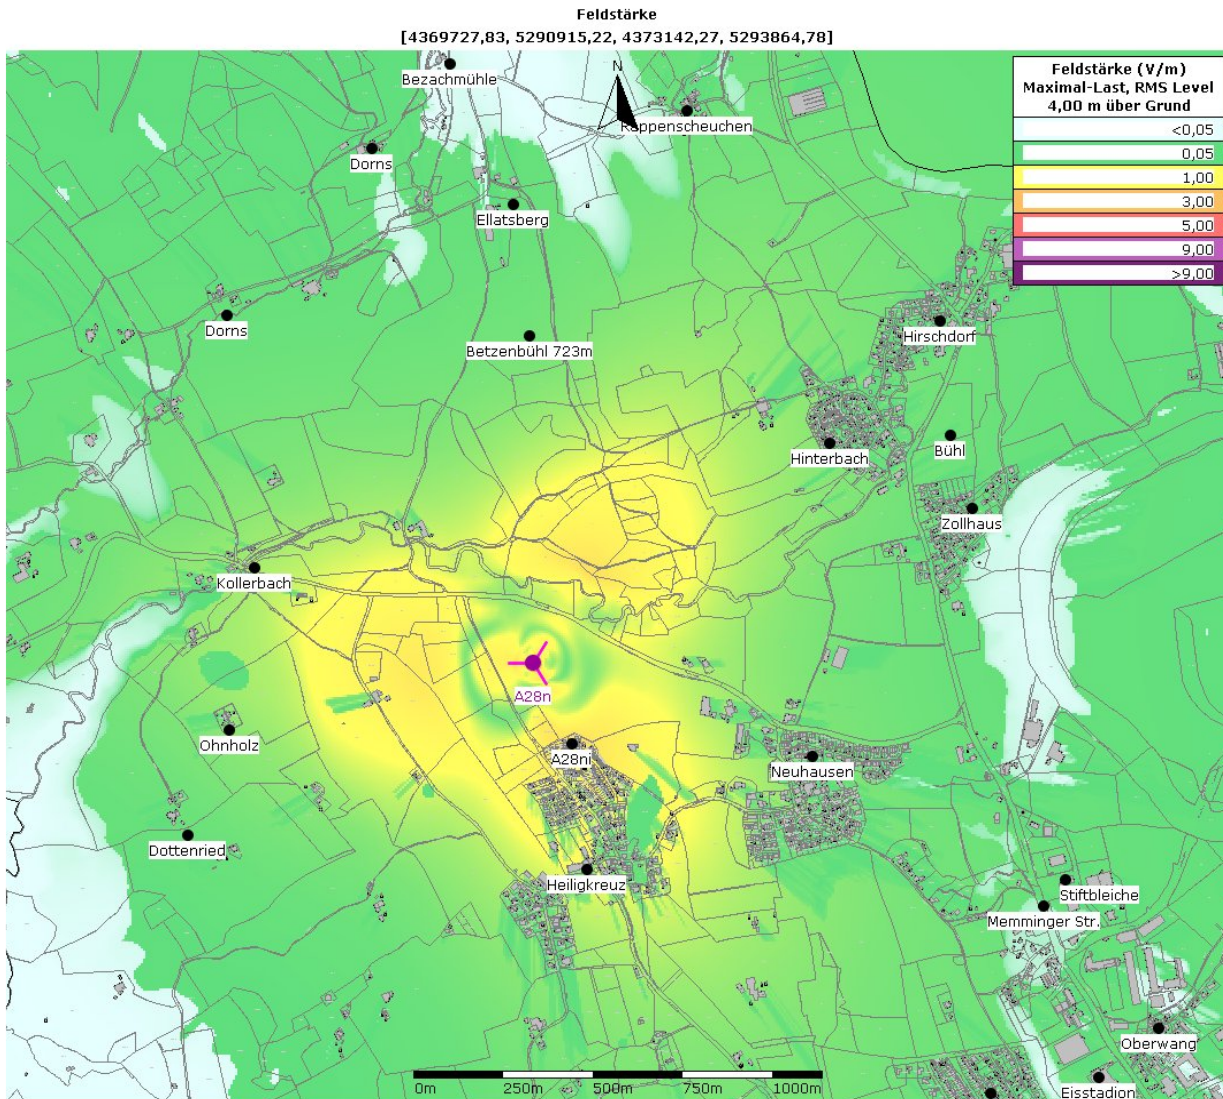 Feldstärke
[4369727,83, 5290915,22, 4373142,27, 5293864,78]
Feldstärke (V/m)
Maximal-Last, RMS Level
4,00 m über Grund
<0,05
0,05
1,00
3,00
5,00
9,00
>9,00
N
Bezachmühle
Rappenscheuchen
Dorns
Ellatsberg
Dorns
Betzenbühl 723m
Hirschdorf
Hinterbach
Bühl
Zollhaus
Kollerbach
A28n
Ohnholz
A28ni
Neuhausen
Dottenried
Heiligkreuz
Stiftbleiche
Memminger Str.
Oberwang
Eisstadion
0m 250m 500m 750m 1000m